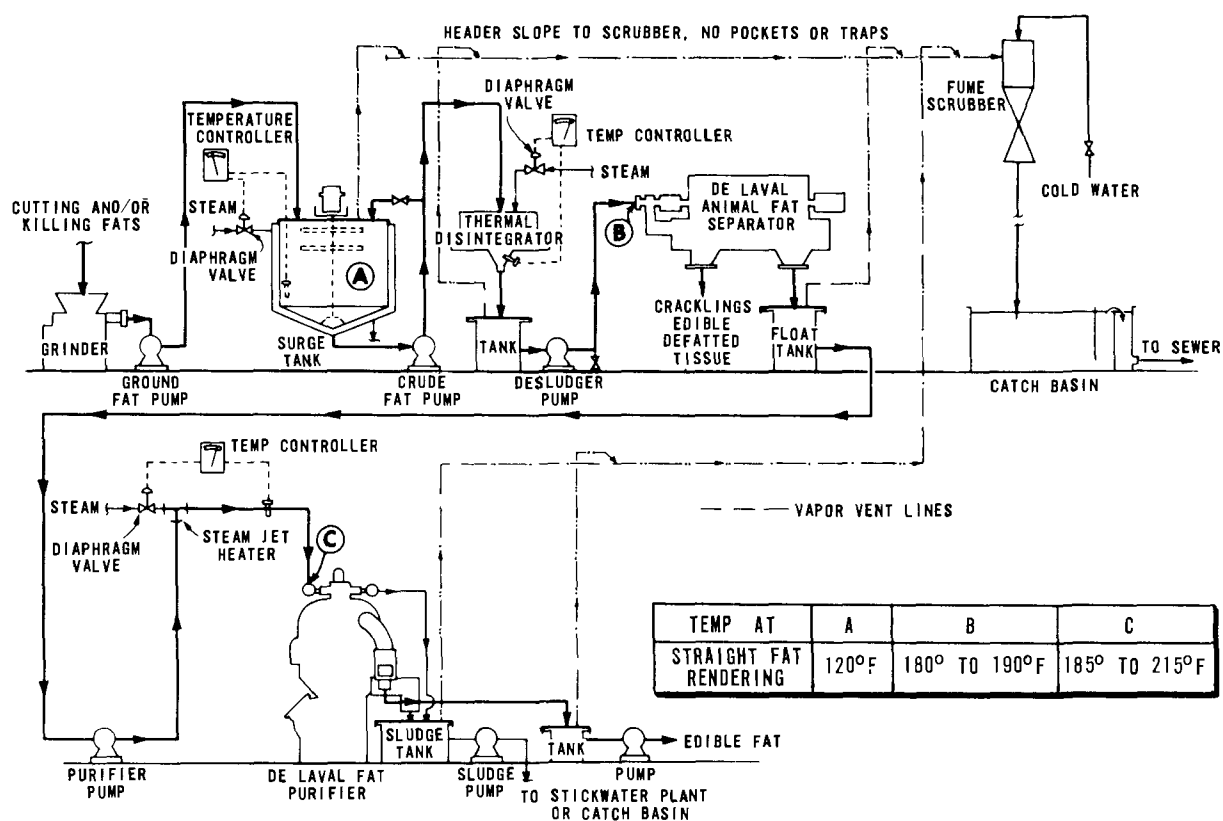 HEADER SLOPE TO SCRUBBER, NO POCKETS OR TRAPS
DIAPHRAGM
VALVE
FUME
SCRUBBER
TEMPERATURE
CONTROLLER
TEMP CONTROLLER
STEAM
COLD WATER
CUTTING AND/OR
KILLING FATS
STEAM
DIAPHRAGM
VALVE
A
THERMAL
DISINTEGRATOR
B
DE LAVAL
ANIMAL FAT
SEPARATOR
GRINDER
GROUND
FAT PUMP
SURGE
TANK
CRUDE
FAT PUMP
TANK
DESLUDGER
PUMP
CRACKLINGS
EDIBLE
DEFATTED
TISSUE
FLOAT
TANK
TO SEWER
CATCH BASIN
TEMP CONTROLLER
STEAM
DIAPHRAGM
VALVE
STEAM JET
HEATER
C
VAPOR VENT LINES
TEMP AT A B C
STRAIGHT FAT
RENDERING 120°F 180° TO 190°F 185° TO 215°F
PURIFIER
PUMP
DE LAVAL FAT
PURIFIER
SLUDGE
TANK
SLUDGE
PUMP
TO STICKWATER PLANT
OR CATCH BASIN
TANK
PUMP
EDIBLE FAT